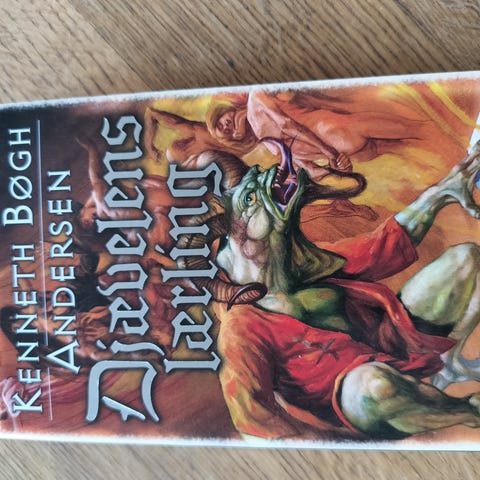 KENNETH BØGH
ANDERSEN
Djævelens
lærling